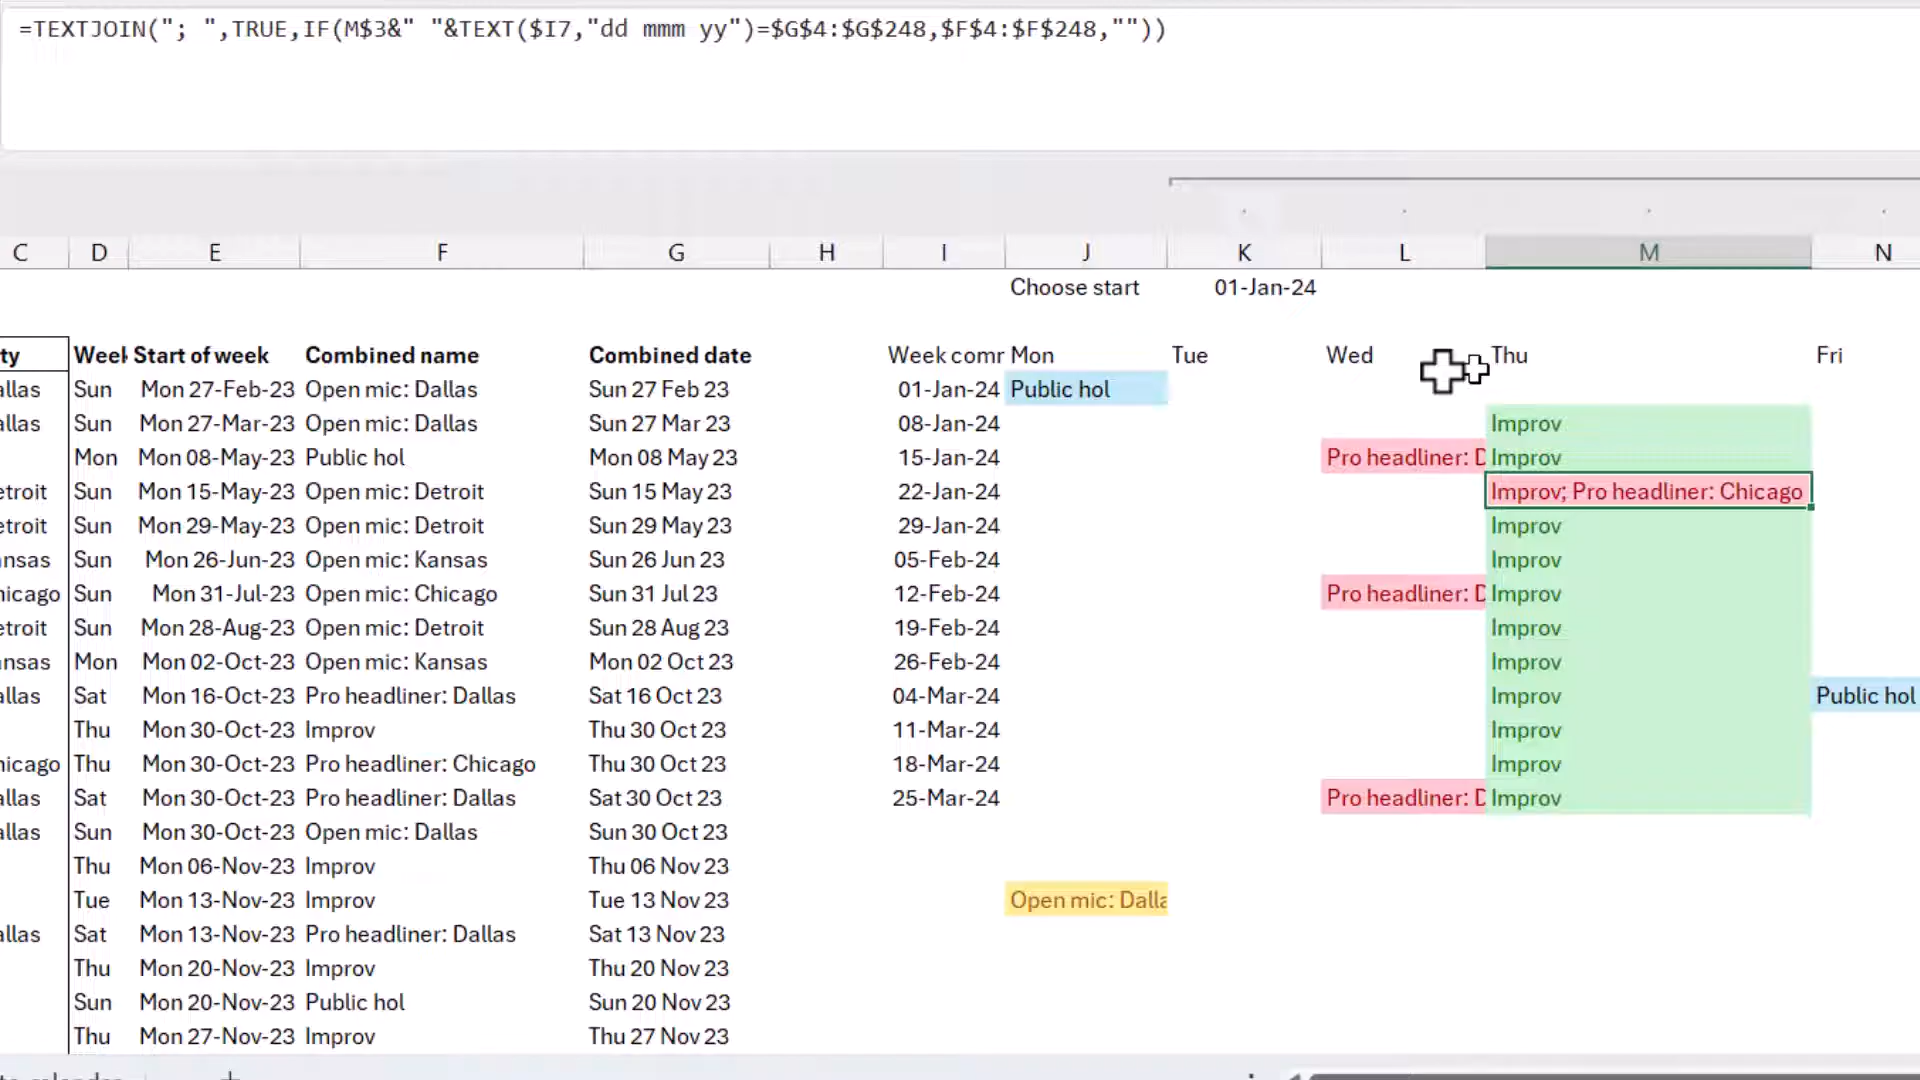 =TEXTJOIN("; ",TRUE,IF(M$3&" "&TEXT($I7,"dd mmm yy")=$G$4:$G$248,$F$4:$F$248,""))
C D E F G H I J K L M N
Choose start 01-Jan-24
ty Week Start of week Combined name Combined date Week comm Mon Tue Wed Thu Fri
allas Sun Mon 27-Feb-23 Open mic: Dallas Sun 27 Feb 23 01-Jan-24 Public hol
allas Sun Mon 27-Mar-23 Open mic: Dallas Sun 27 Mar 23 08-Jan-24 Improv
Mon Mon 08-May-23 Public hol Mon 08 May 23 15-Jan-24 Pro headliner: D Improv
etroit Sun Mon 15-May-23 Open mic: Detroit Sun 15 May 23 22-Jan-24 Improv; Pro headliner: Chicago
etroit Sun Mon 29-May-23 Open mic: Detroit Sun 29 May 23 29-Jan-24 Improv
ansas Sun Mon 26-Jun-23 Open mic: Kansas Sun 26 Jun 23 05-Feb-24 Improv
hicago Sun Mon 31-Jul-23 Open mic: Chicago Sun 31 Jul 23 12-Feb-24 Pro headliner: D Improv
etroit Sun Mon 28-Aug-23 Open mic: Detroit Sun 28 Aug 23 19-Feb-24 Improv
ansas Mon Mon 02-Oct-23 Open mic: Kansas Mon 02 Oct 23 26-Feb-24 Improv
allas Sat Mon 16-Oct-23 Pro headliner: Dallas Sat 16 Oct 23 04-Mar-24 Improv Public hol
Thu Mon 30-Oct-23 Improv Thu 30 Oct 23 11-Mar-24 Improv
hicago Thu Mon 30-Oct-23 Pro headliner: Chicago Thu 30 Oct 23 18-Mar-24 Improv
allas Sat Mon 30-Oct-23 Pro headliner: Dallas Sat 30 Oct 23 25-Mar-24 Pro headliner: D Improv
allas Sun Mon 30-Oct-23 Open mic: Dallas Sun 30 Oct 23
Thu Mon 06-Nov-23 Improv Thu 06 Nov 23
Tue Mon 13-Nov-23 Improv Tue 13 Nov 23 Open mic: Dalla
allas Sat Mon 13-Nov-23 Pro headliner: Dallas Sat 13 Nov 23
Thu Mon 20-Nov-23 Improv Thu 20 Nov 23
Sun Mon 20-Nov-23 Public hol Sun 20 Nov 23
Thu Mon 27-Nov-23 Improv Thu 27 Nov 23